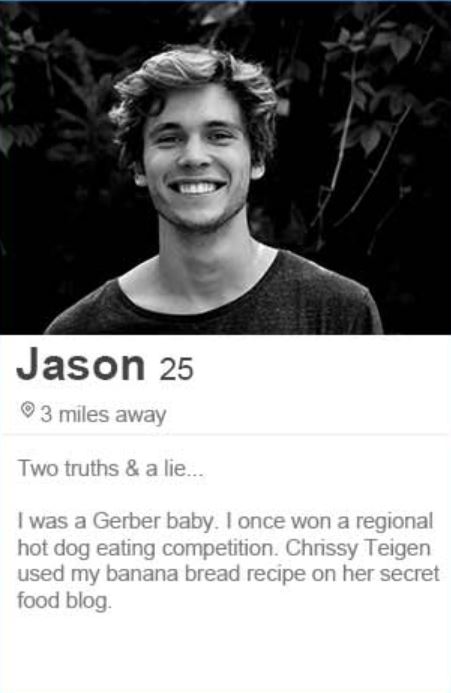 Jason 25
3 miles away
Two truths & a lie...
I was a Gerber baby. I once won a regional
hot dog eating competition. Chrissy Teigen
used my banana bread recipe on her secret
food blog.